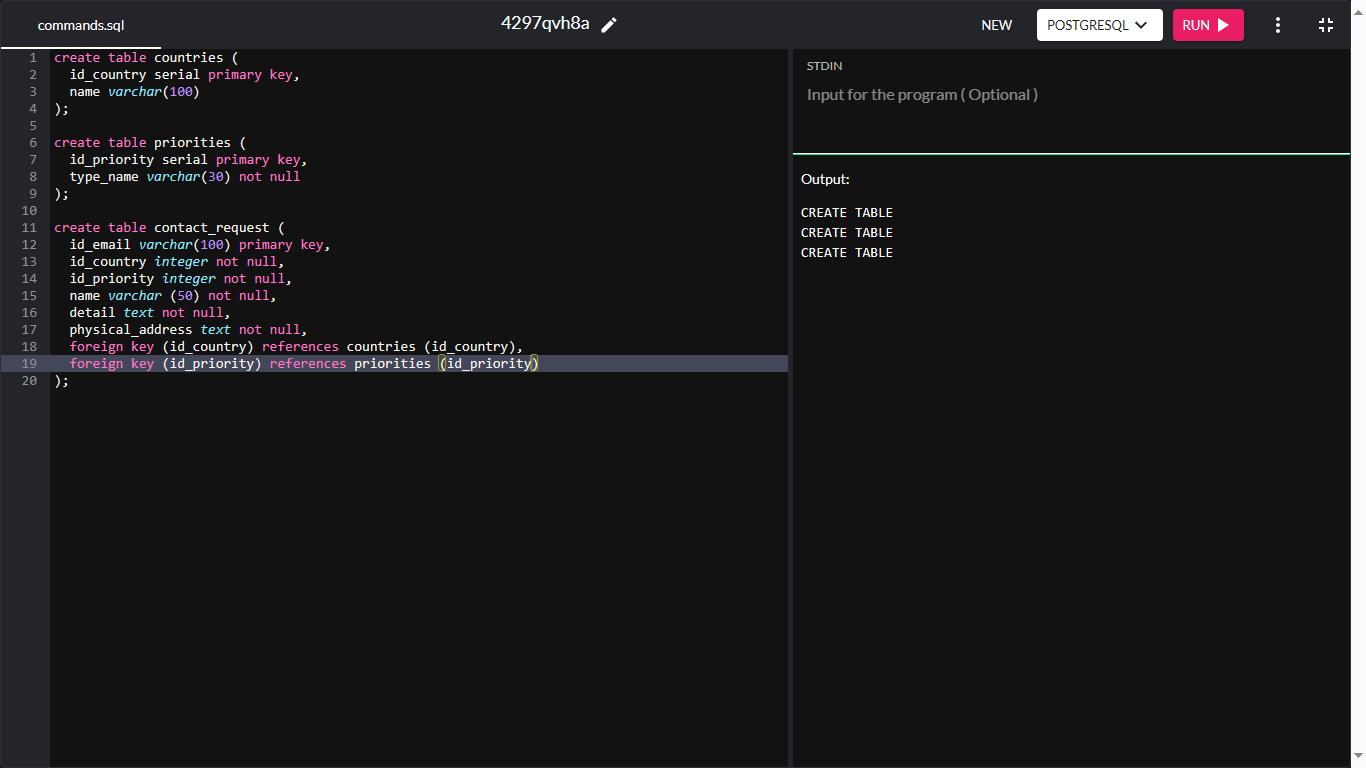 commands.sql
4297qvh8a
NEW
POSTGRESQL
RUN
1 create table countries (
2   id_country serial primary key,
3   name varchar(100)
4 );
5
6 create table priorities (
7   id_priority serial primary key,
8   type_name varchar(30) not null
9 );
10
11 create table contact_request (
12   id_email varchar(100) primary key,
13   id_country integer not null,
14   id_priority integer not null,
15   name varchar (50) not null,
16   detail text not null,
17   physical_address text not null,
18   foreign key (id_country) references countries (id_country),
19   foreign key (id_priority) references priorities (id_priority)
20 );
STDIN
Input for the program ( Optional )
Output:
CREATE TABLE
CREATE TABLE
CREATE TABLE